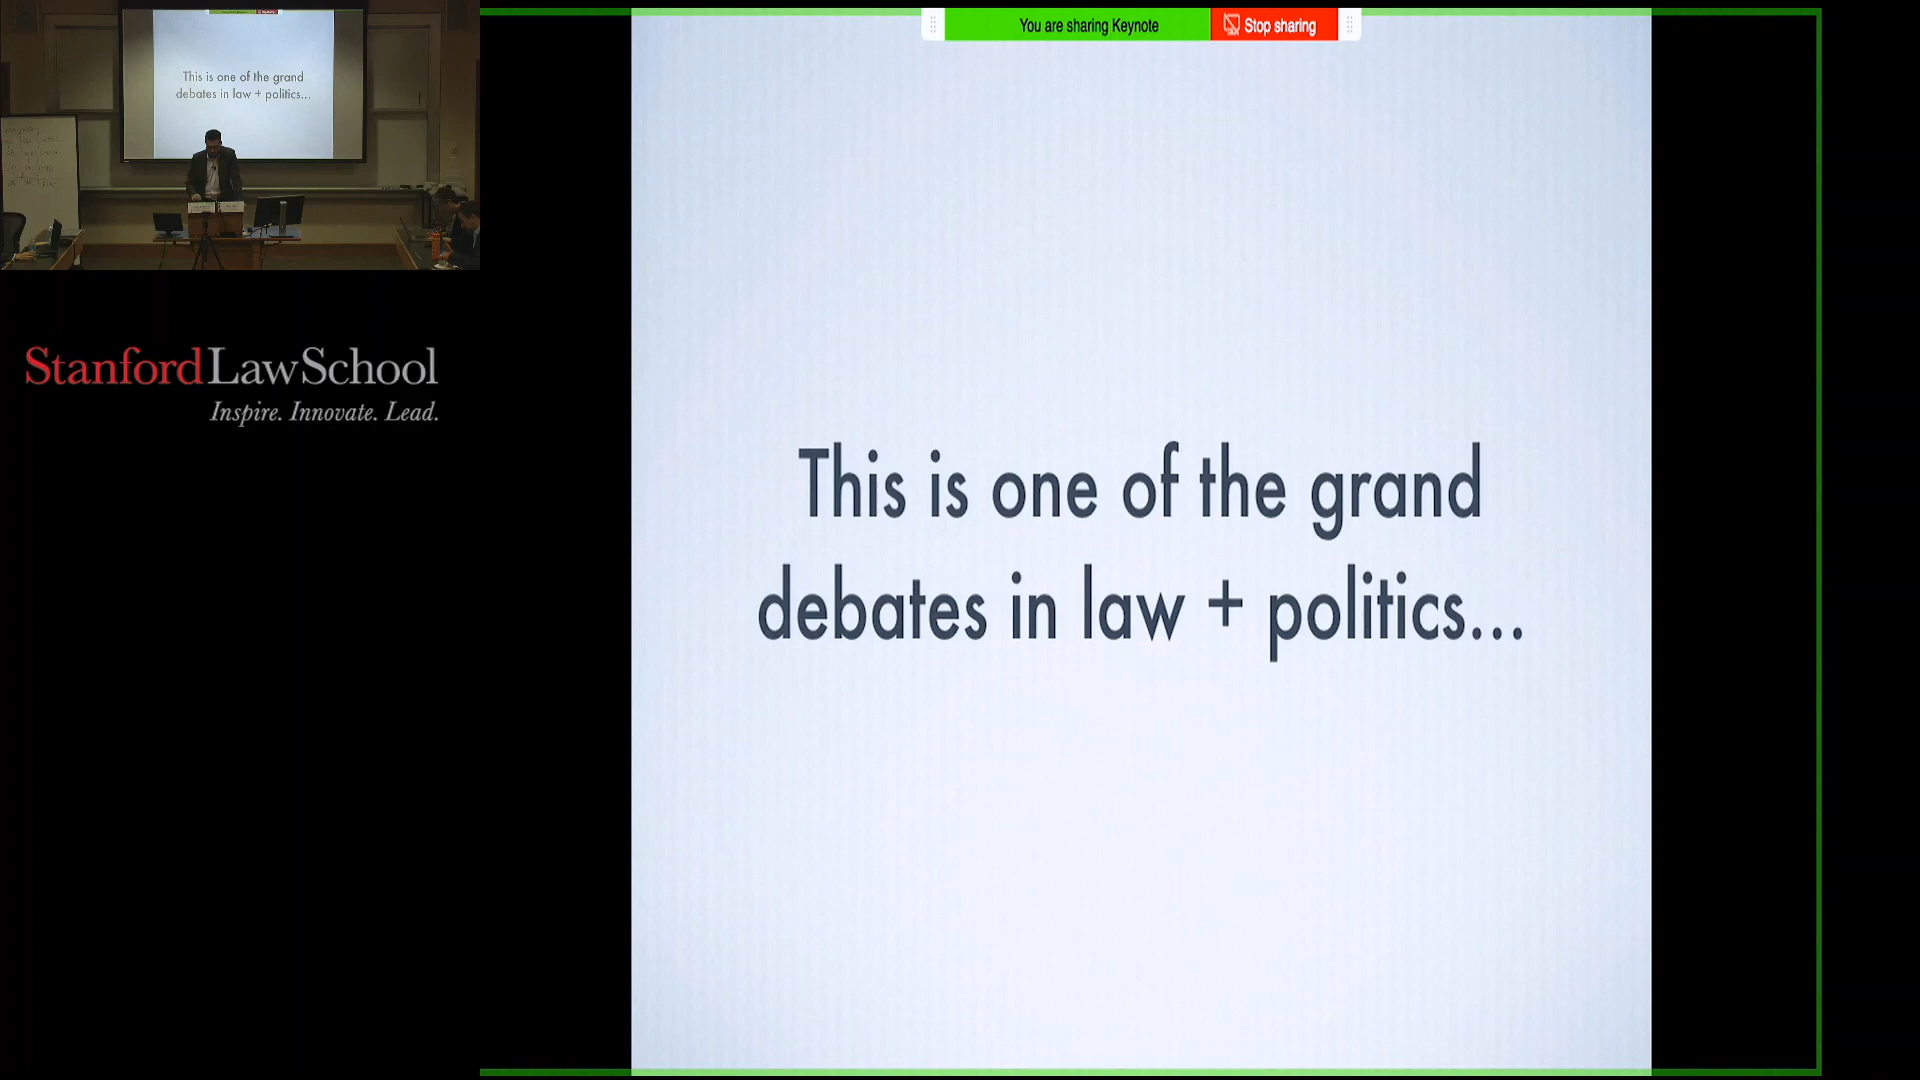 This is one of the grand
debates in law + politics...
You are sharing Keynote
Stop sharing
Stanford Law School
Inspire. Innovate. Lead.
This is one of the grand
debates in law + politics...